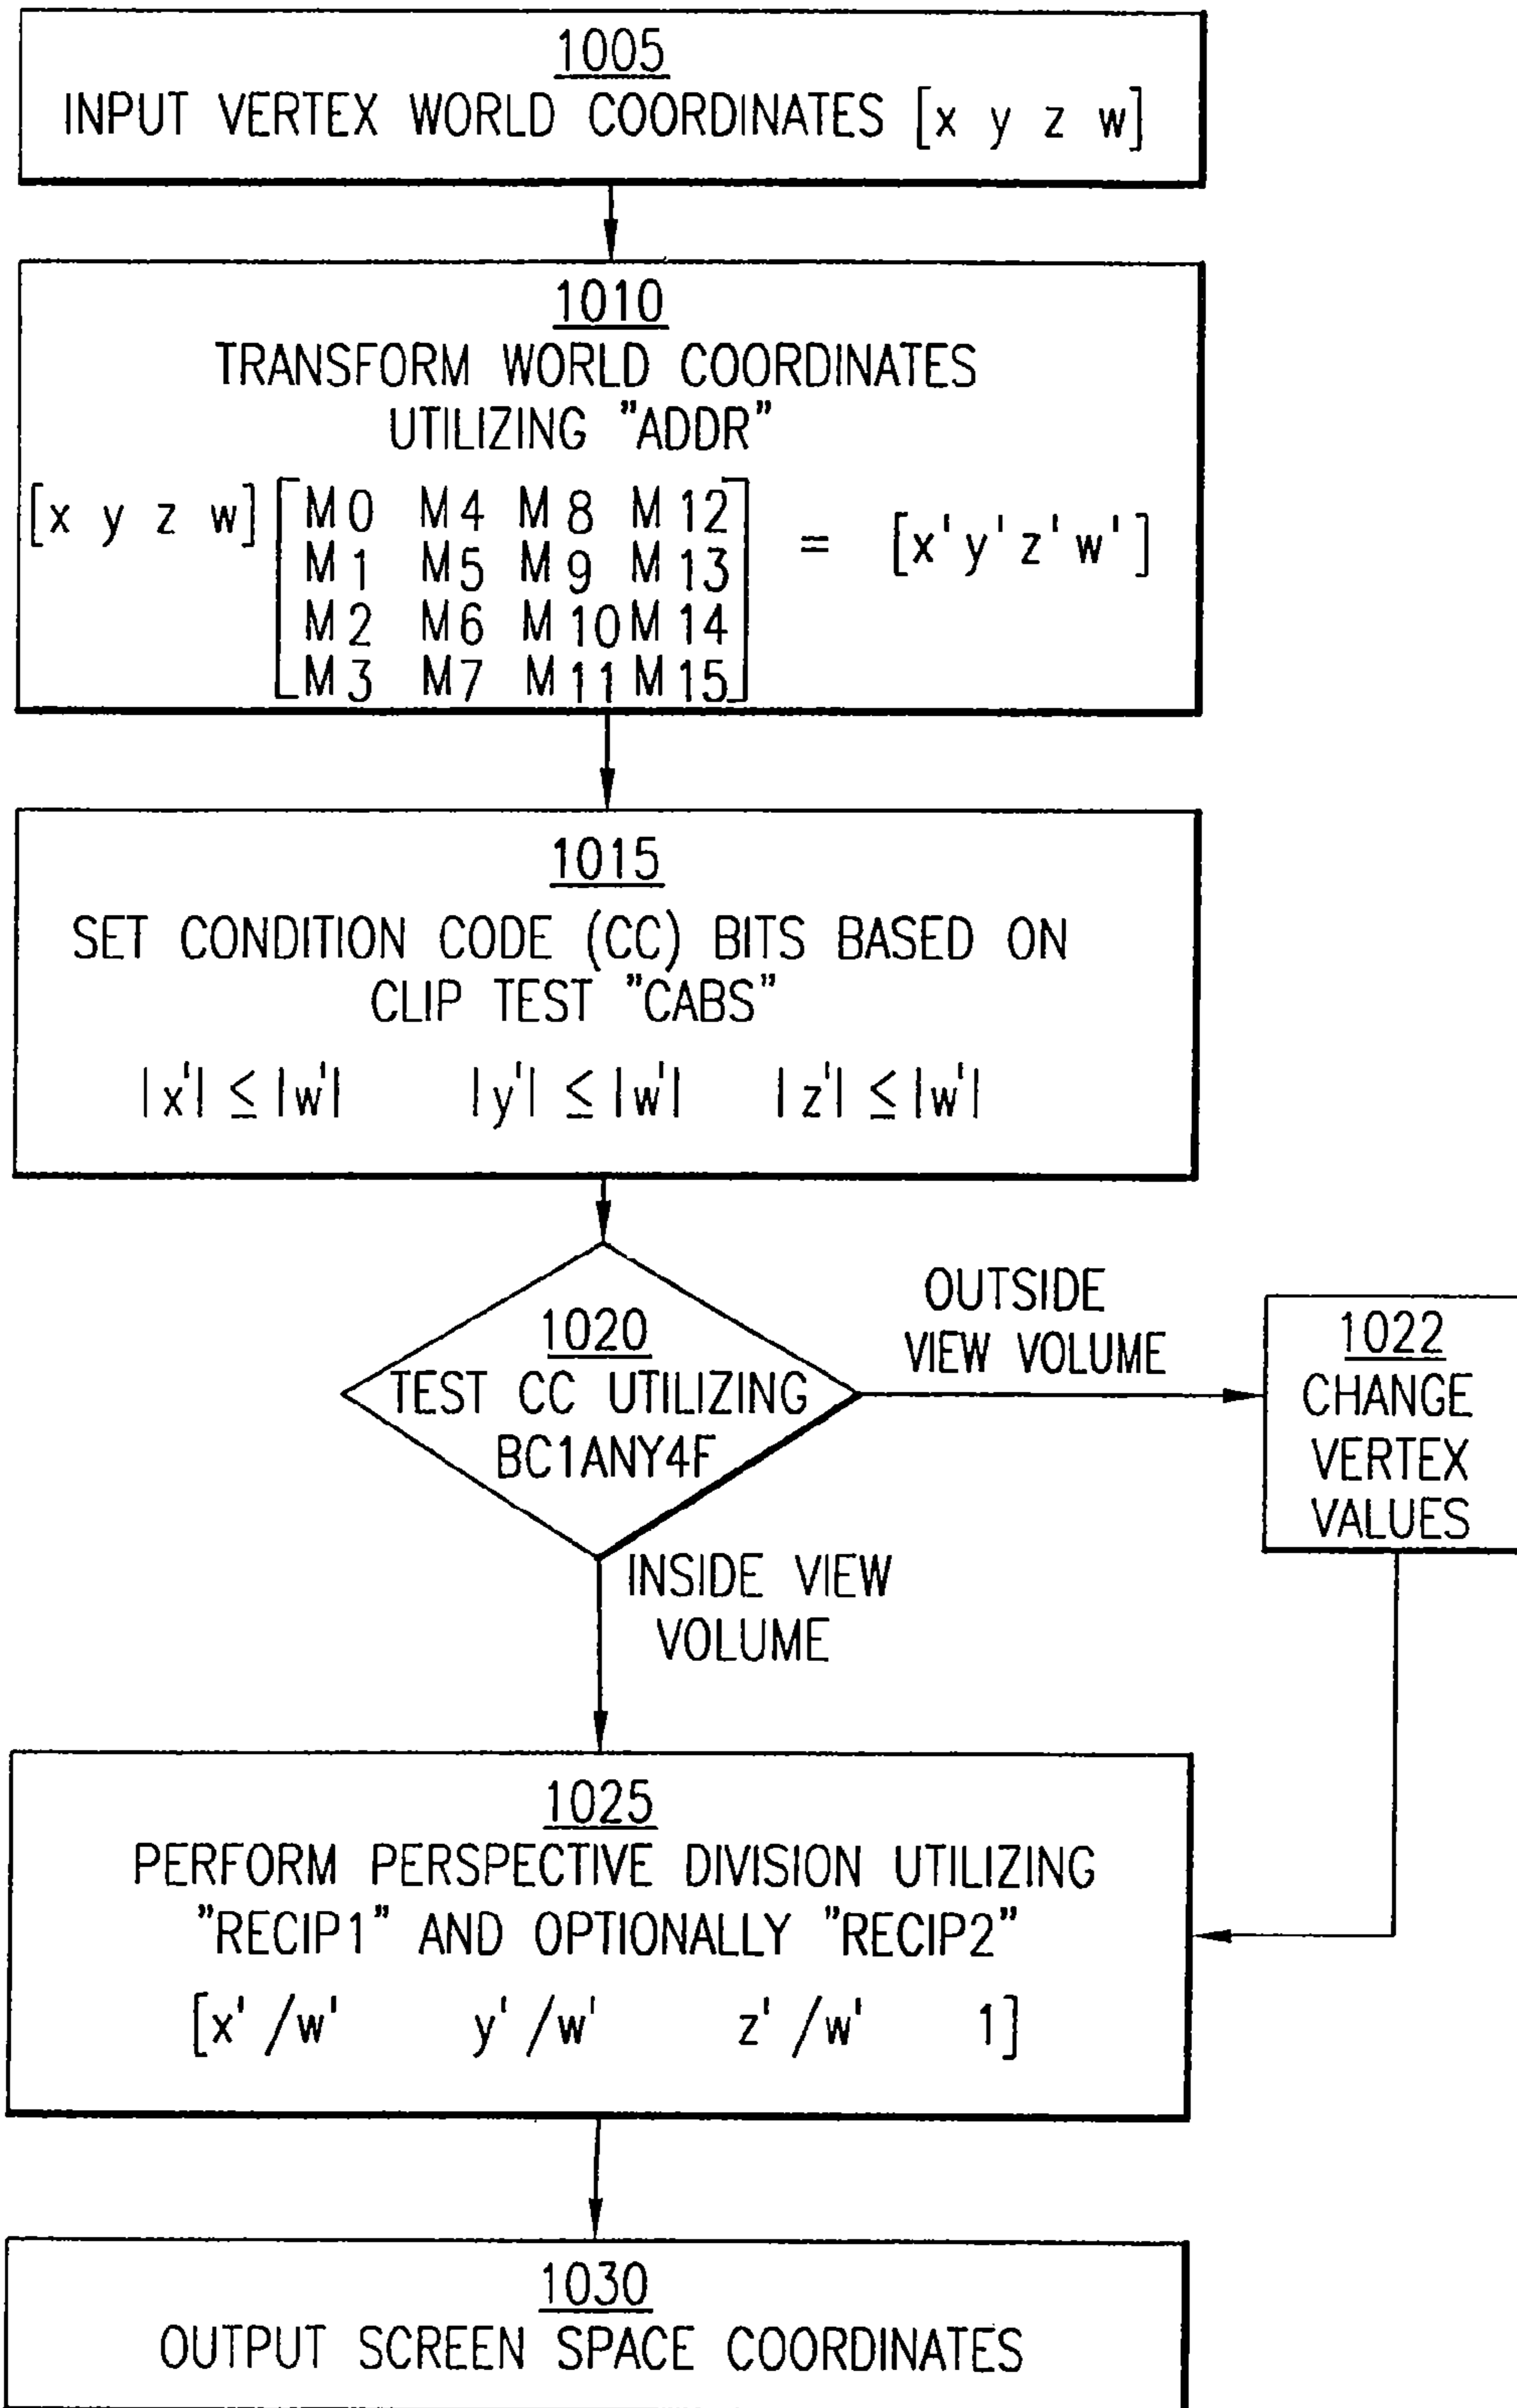 1005
INPUT VERTEX WORLD COORDINATES [x y z w]
1010
TRANSFORM WORLD COORDINATES
UTILIZING "ADDR"
[x y z w] [M0 M4 M8 M12
M1 M5 M9 M13
M2 M6 M10 M14
M3 M7 M11 M15] = [x' y' z' w']
1015
SET CONDITION CODE (CC) BITS BASED ON
CLIP TEST "CABS"
|x'| ≤ |w'| |y'| ≤ |w'| |z'| ≤ |w'|
1020
TEST CC UTILIZING
BC1ANY4F
OUTSIDE
VIEW VOLUME
1022
CHANGE
VERTEX
VALUES
INSIDE VIEW
VOLUME
1025
PERFORM PERSPECTIVE DIVISION UTILIZING
"RECIP1" AND OPTIONALLY "RECIP2"
[x' /w' y' /w' z' /w' 1]
1030
OUTPUT SCREEN SPACE COORDINATES